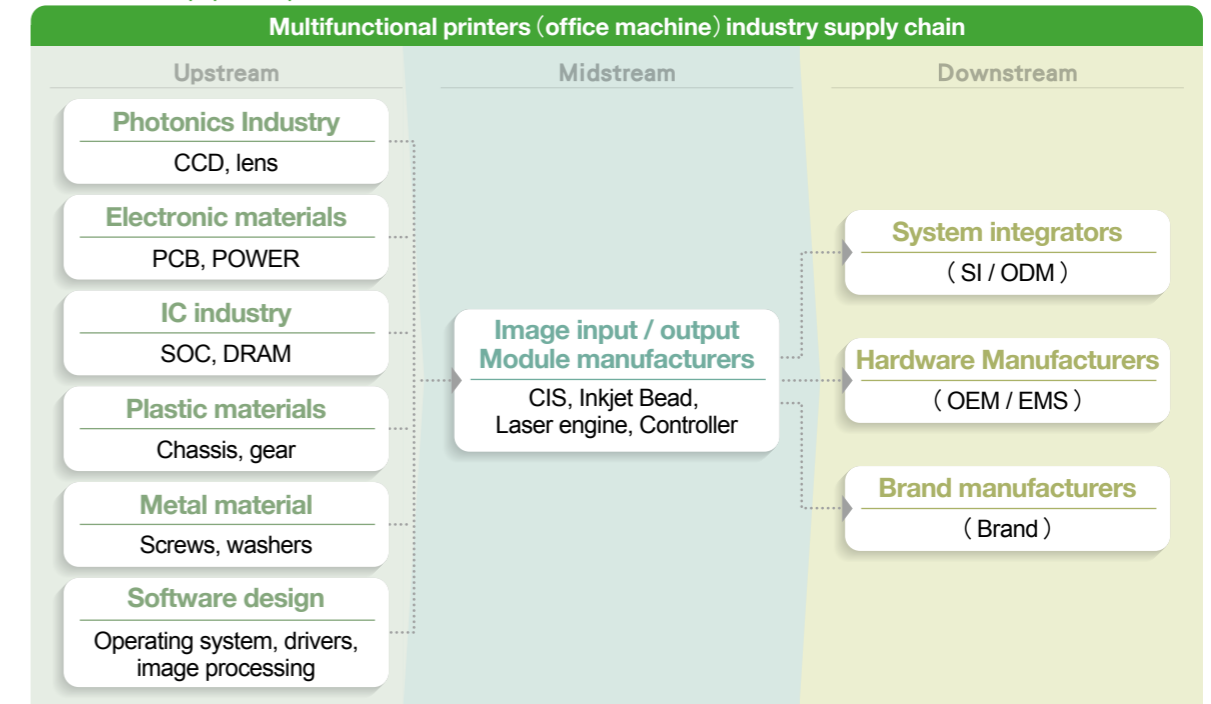 Multifunctional printers（office machine）industry supply chain
Upstream
Photonics Industry
CCD, lens
Electronic materials
PCB, POWER
IC industry
SOC, DRAM
Plastic materials
Chassis, gear
Metal material
Screws, washers
Software design
Operating system, drivers,
image processing
Midstream
Image input / output
Module manufacturers
CIS, Inkjet Bead,
Laser engine, Controller
Downstream
System integrators
（ SI / ODM ）
Hardware Manufacturers
（ OEM / EMS ）
Brand manufacturers
（ Brand ）